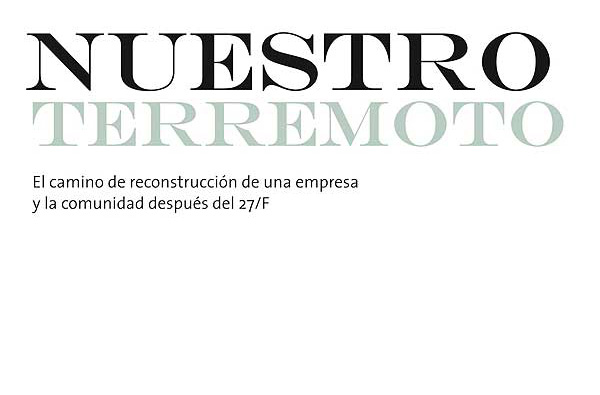 NUESTRO
TERREMOTO
El camino de reconstrucción de una empresa
y la comunidad después del 27/F